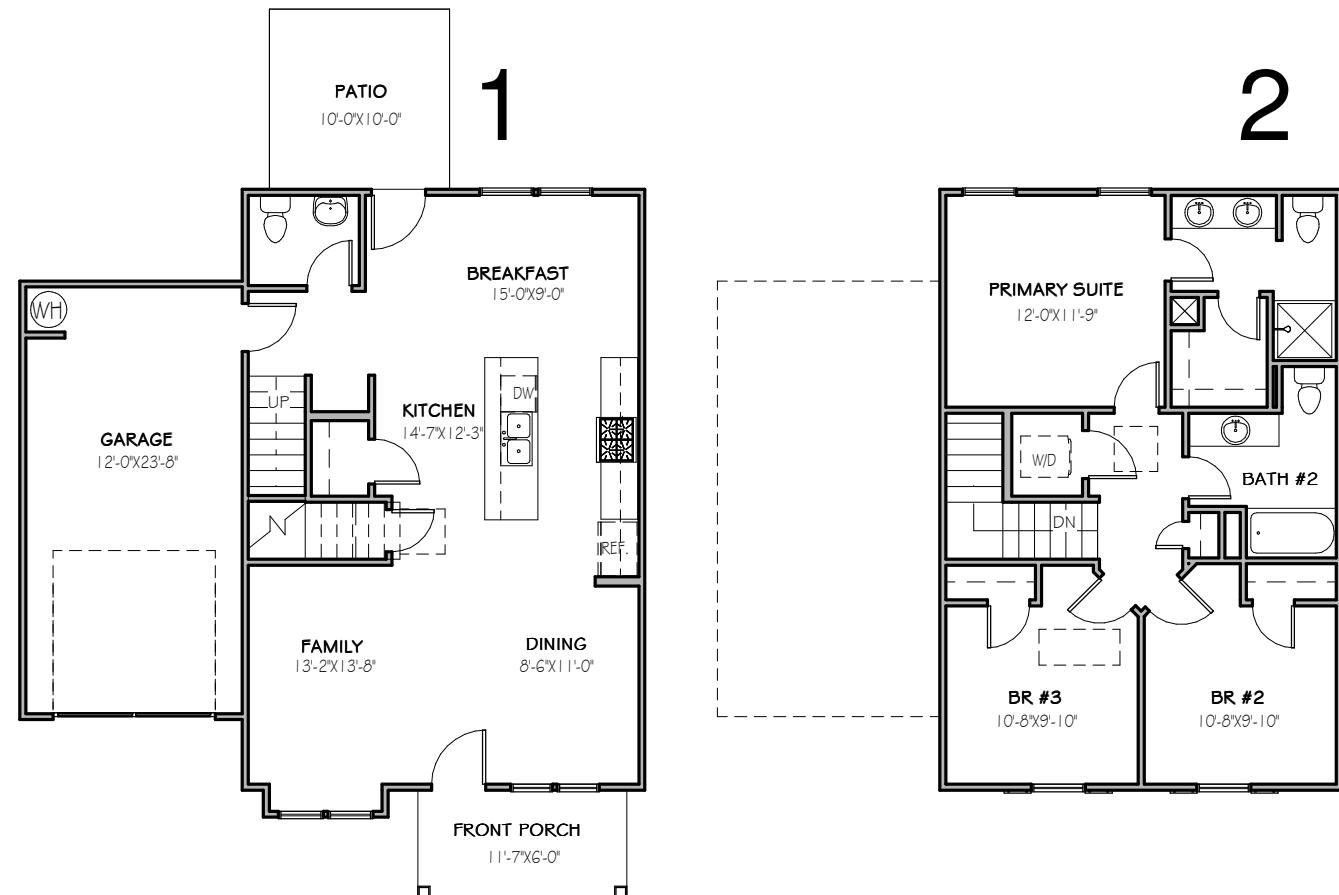 1
2
PATIO
10'-0"X10'-0"
BREAKFAST
15'-0"X9'-0"
WH
GARAGE
12'-0"X23'-8"
UP
KITCHEN
14'-7"X12'-3"
DW
REF.
FAMILY
13'-2"X13'-8"
DINING
8'-6"X11'-0"
FRONT PORCH
11'-7"X6'-0"
PRIMARY SUITE
12'-0"X11'-9"
W/D
BATH #2
DN
BR #3
10'-8"X9'-10"
BR #2
10'-8"X9'-10"